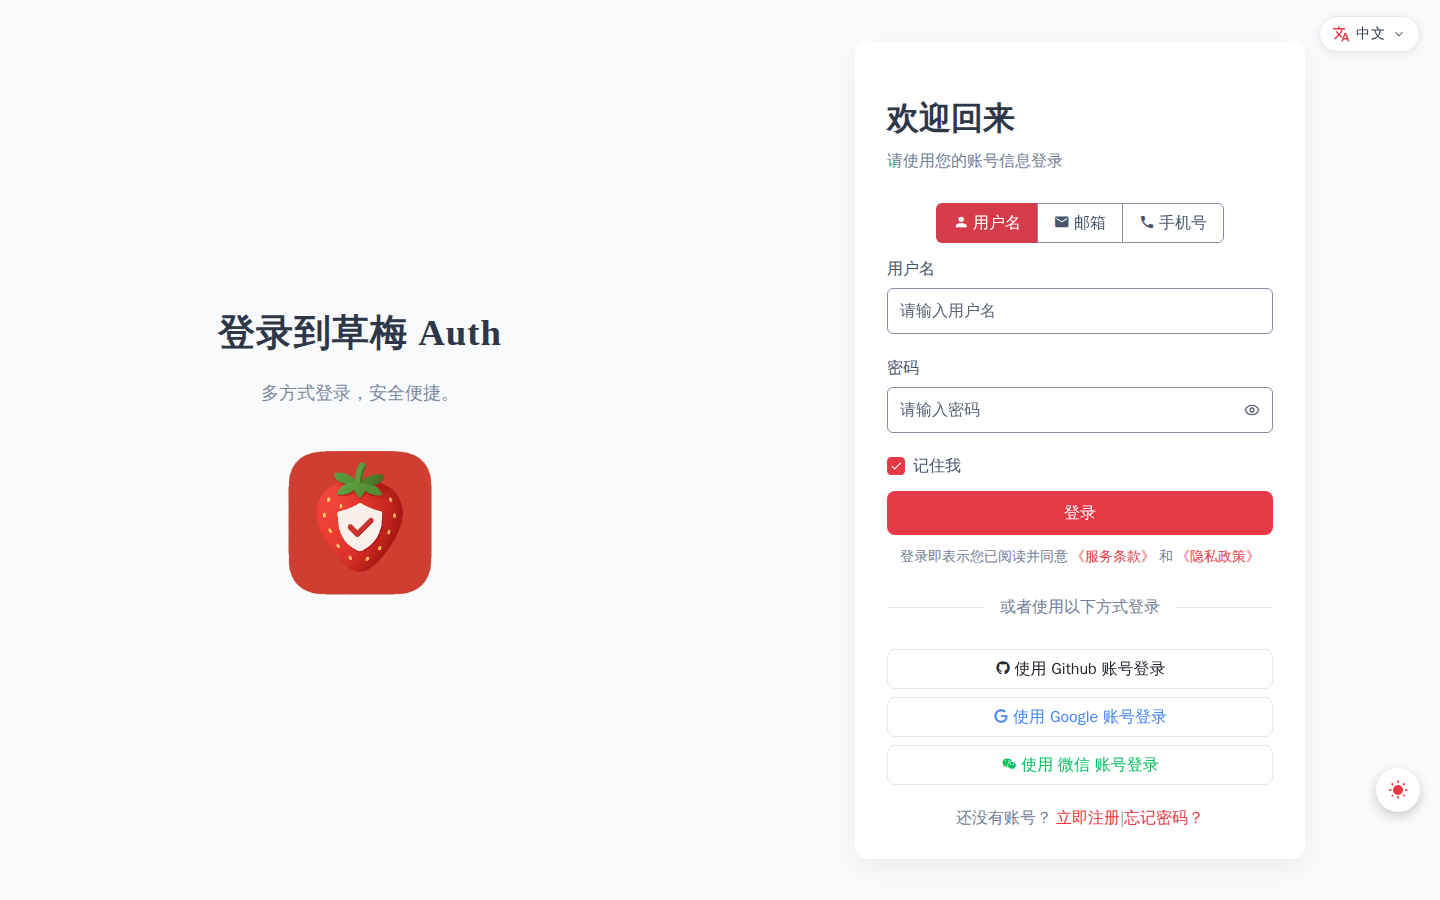 中文
登录到草梅 Auth
多方式登录，安全便捷。
欢迎回来
请使用您的账号信息登录
用户名 邮箱 手机号
用户名
请输入用户名
密码
请输入密码
记住我
登录
登录即表示您已阅读并同意 《服务条款》 和 《隐私政策》
或者使用以下方式登录
使用 Github 账号登录
使用 Google 账号登录
使用 微信 账号登录
还没有账号？ 立即注册|忘记密码？